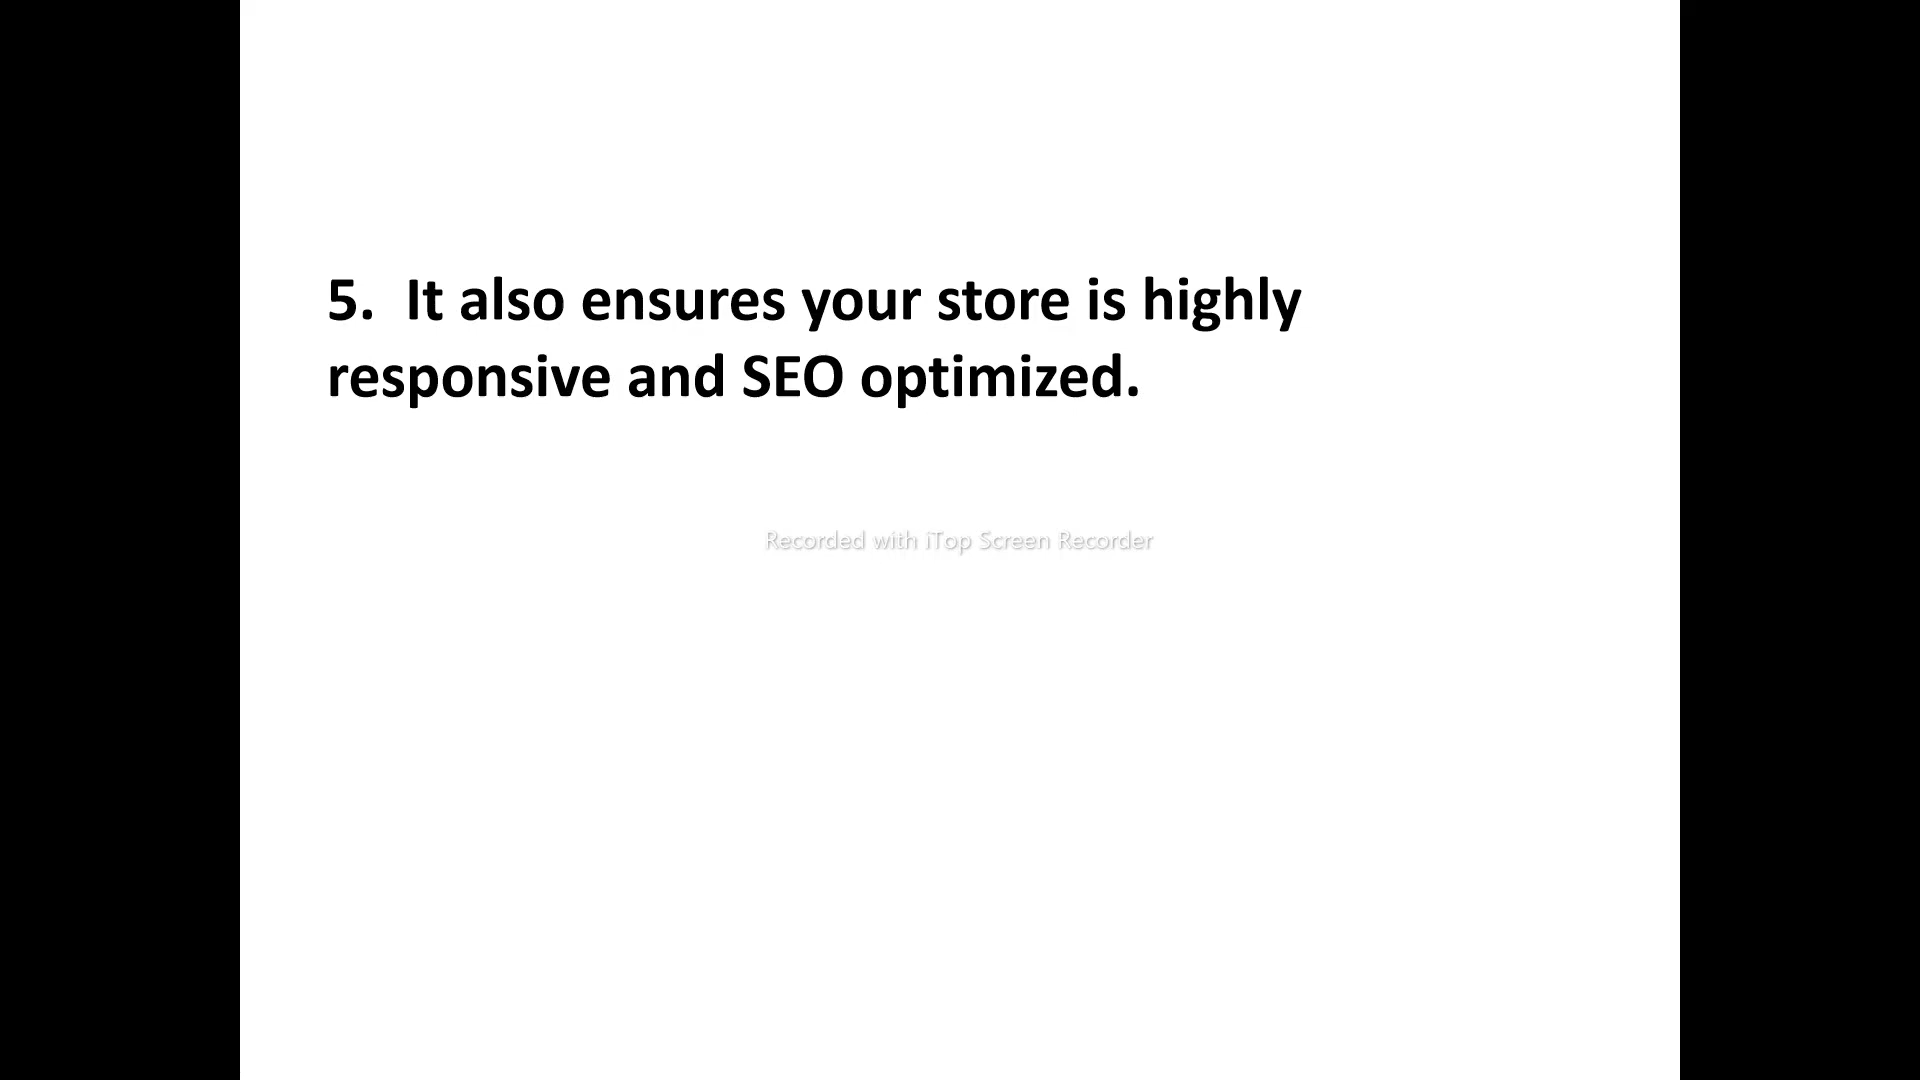 5.  It also ensures your store is highly
responsive and SEO optimized.
Recorded with iTop Screen Recorder